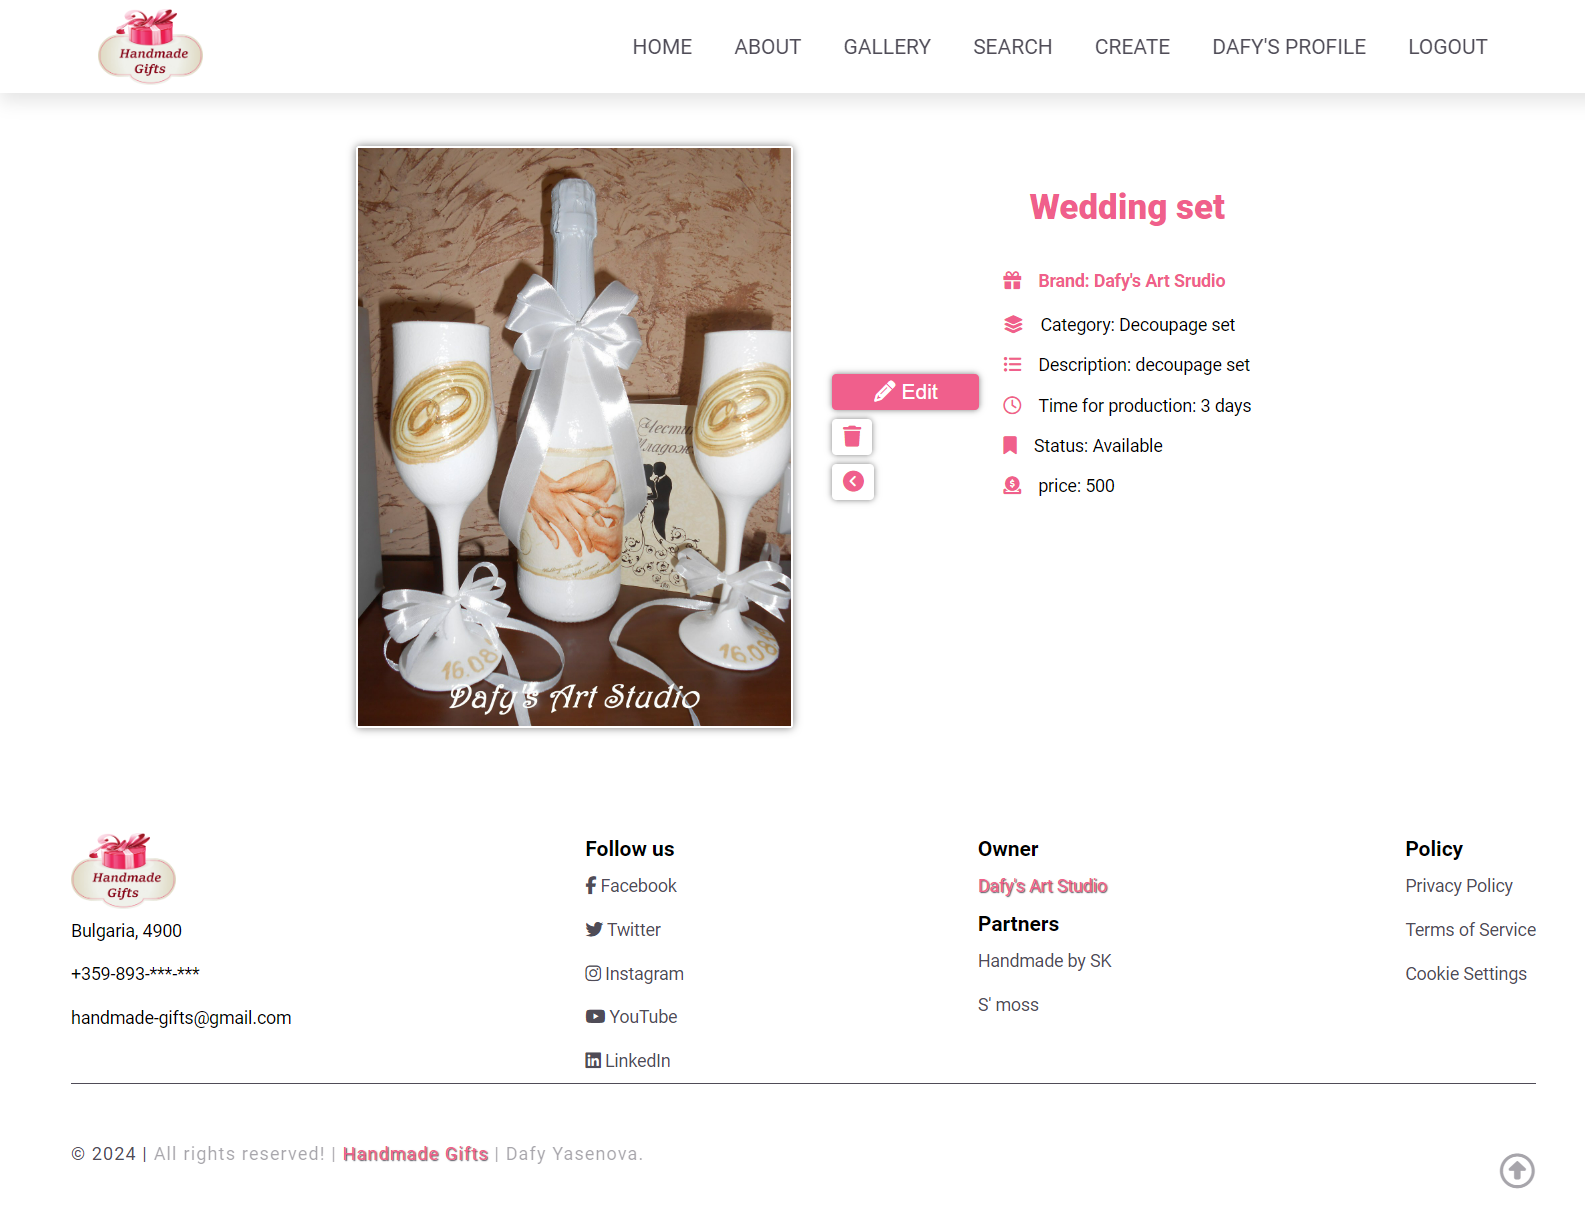 Handmade
Gifts
HOME
ABOUT
GALLERY
SEARCH
CREATE
DAFY'S PROFILE
LOGOUT
Честит
16.08
16.08
Dafy's Art Studio
Edit
Wedding set
Brand: Dafy's Art Srudio
Category: Decoupage set
Description: decoupage set
Time for production: 3 days
Status: Available
price: 500
Handmade
Gifts
Bulgaria, 4900
+359-893-***-***
handmade-gifts@gmail.com
Follow us
Facebook
Twitter
Instagram
YouTube
LinkedIn
Owner
Dafy's Art Studio
Partners
Handmade by SK
S' moss
Policy
Privacy Policy
Terms of Service
Cookie Settings
© 2024 | All rights reserved! | Handmade Gifts | Dafy Yasenova.